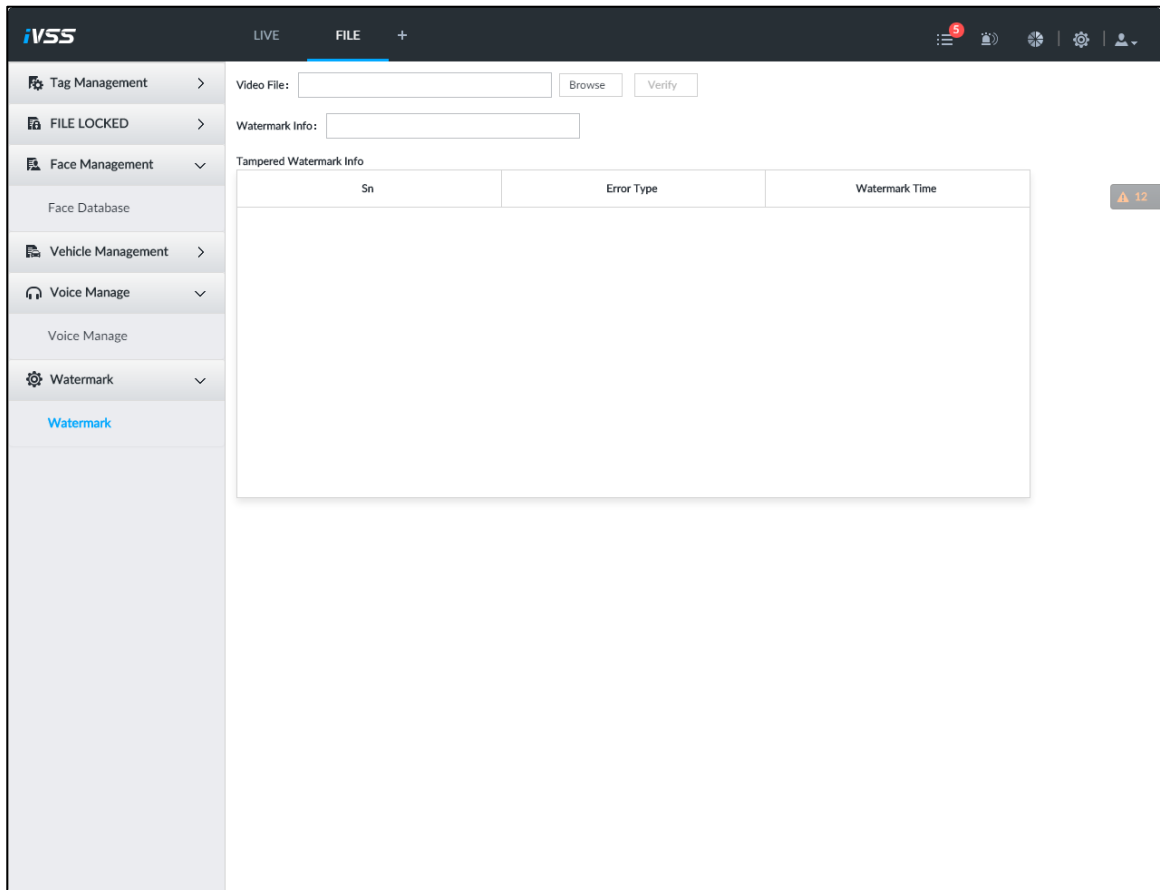 iVSS LIVE FILE + 5
Tag Management
FILE LOCKED
Face Management
Face Database
Vehicle Management
Voice Manage
Voice Manage
Watermark
Watermark
Video File: Browse Verify
Watermark Info:
Tampered Watermark Info
Sn Error Type Watermark Time
12